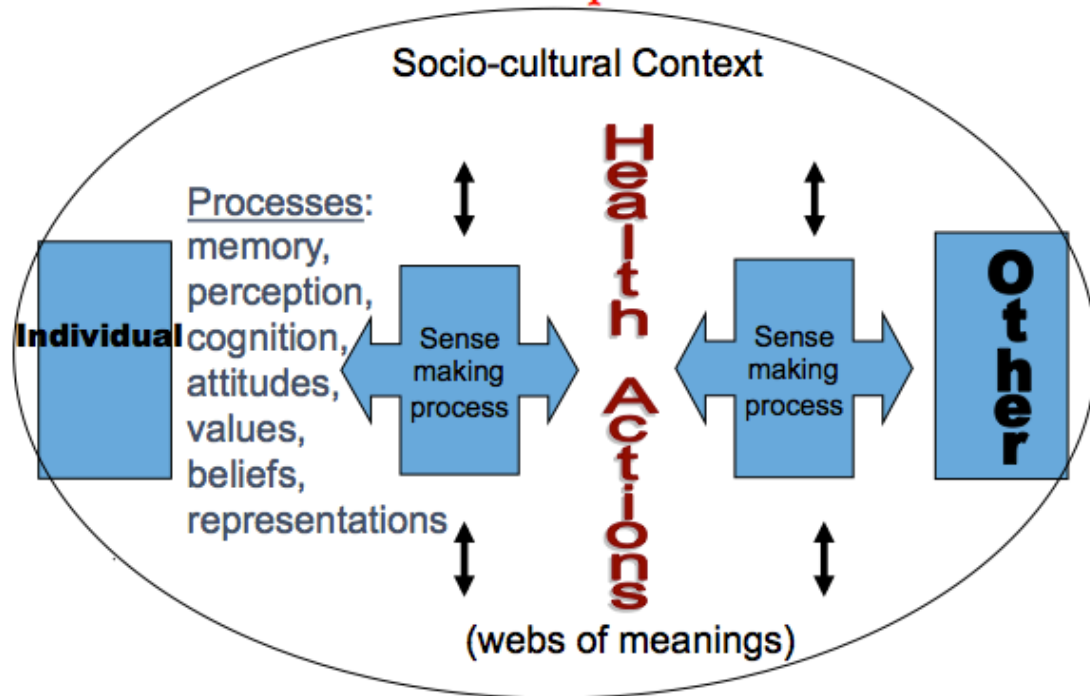 Socio-cultural Context
Health Actions
Processes:
memory,
perception,
cognition,
attitudes,
values,
beliefs,
representations
Individual
Sense
making
process
Sense
making
process
Other
(webs of meanings)